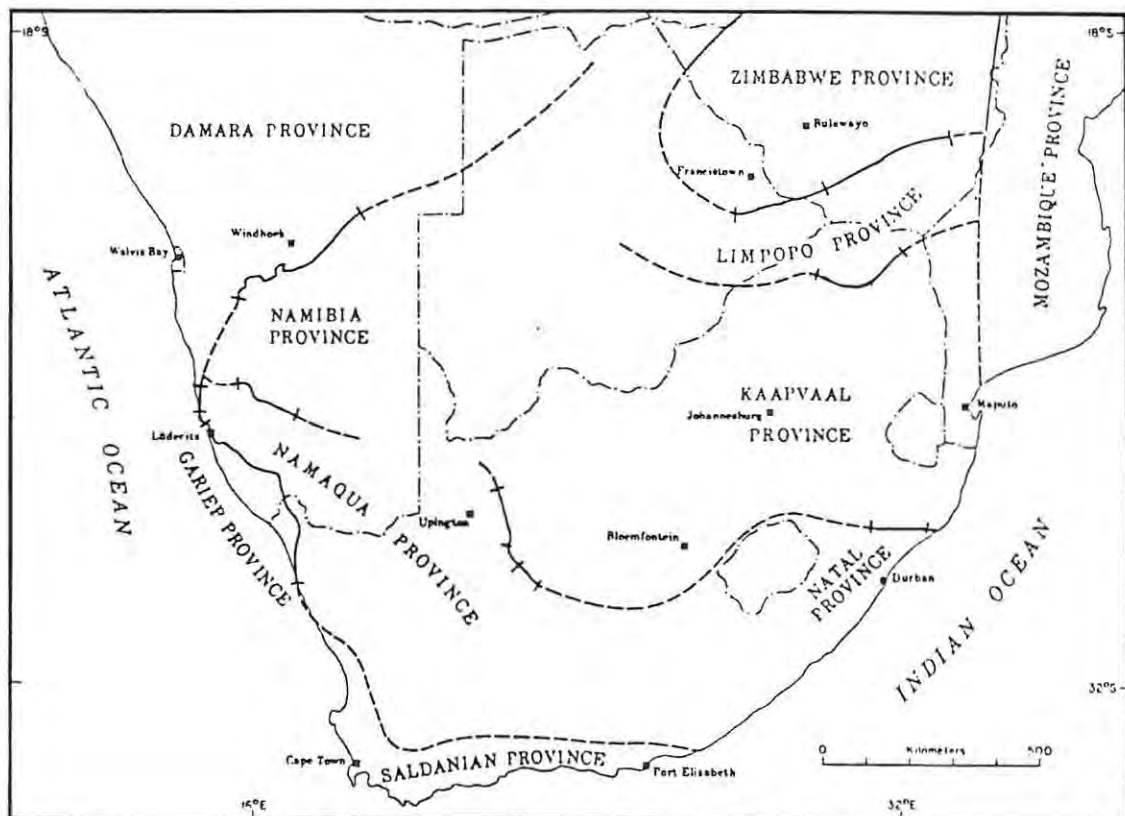 18°S
18°S
ZIMBABWE PROVINCE
DAMARA PROVINCE
Bulawayo
MOZAMBIQUE PROVINCE
Francistown
Windhoek
Walvis Bay
LIMPOPO PROVINCE
ATLANTIC OCEAN
NAMIBIA
PROVINCE
KAAPVAAL
PROVINCE
Johannesburg
Maputo
Lüderitz
NAMAQUA
PROVINCE
GARIEP PROVINCE
Upington
Bloemfontein
NATAL
PROVINCE
Durban
INDIAN OCEAN
32°S
0 Kilometers 500
Cape Town
SALDANIAN PROVINCE
Port Elizabeth
16°E
32°E